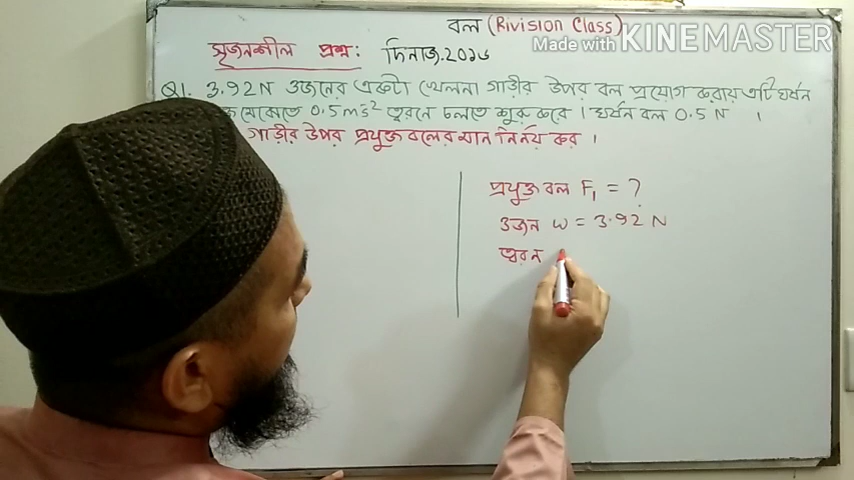 বল (Rivision Class)
Made with KINEMASTER
সৃজনশীল প্রশ্ন: দিনাজ.২০১৬
Q1. 3.92N ওজনের একটা খেলনা গাড়ীর উপর বল প্রয়োগ করায় এটি ঘর্ষন
মেঝেতে 0.5ms⁻² ত্বরনে চলতে শুরু করে। ঘর্ষন বল 0.5 N ।
গাড়ীর উপর প্রযুক্ত বলের মান নির্নয় কর ।
প্রযুক্ত বল F₁ = ?
ওজন w = 3.92 N
ত্বরন